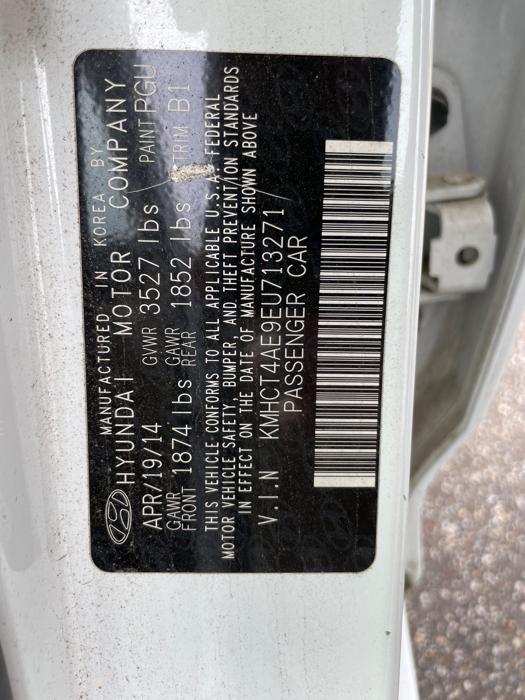 MANUFACTURED IN KOREA BY
HYUNDAI MOTOR COMPANY
APR/19/14 GVWR 3527 lbs PAINT PGU
GAWR FRONT 1874 lbs GAWR REAR 1852 lbs TRIM B1
THIS VEHICLE CONFORMS TO ALL APPLICABLE U.S.A. FEDERAL
MOTOR VEHICLE SAFETY, BUMPER, AND THEFT PREVENTION STANDARDS
IN EFFECT ON THE DATE OF MANUFACTURE SHOWN ABOVE
V.I.N KMHCT4AE9EU713271
PASSENGER CAR